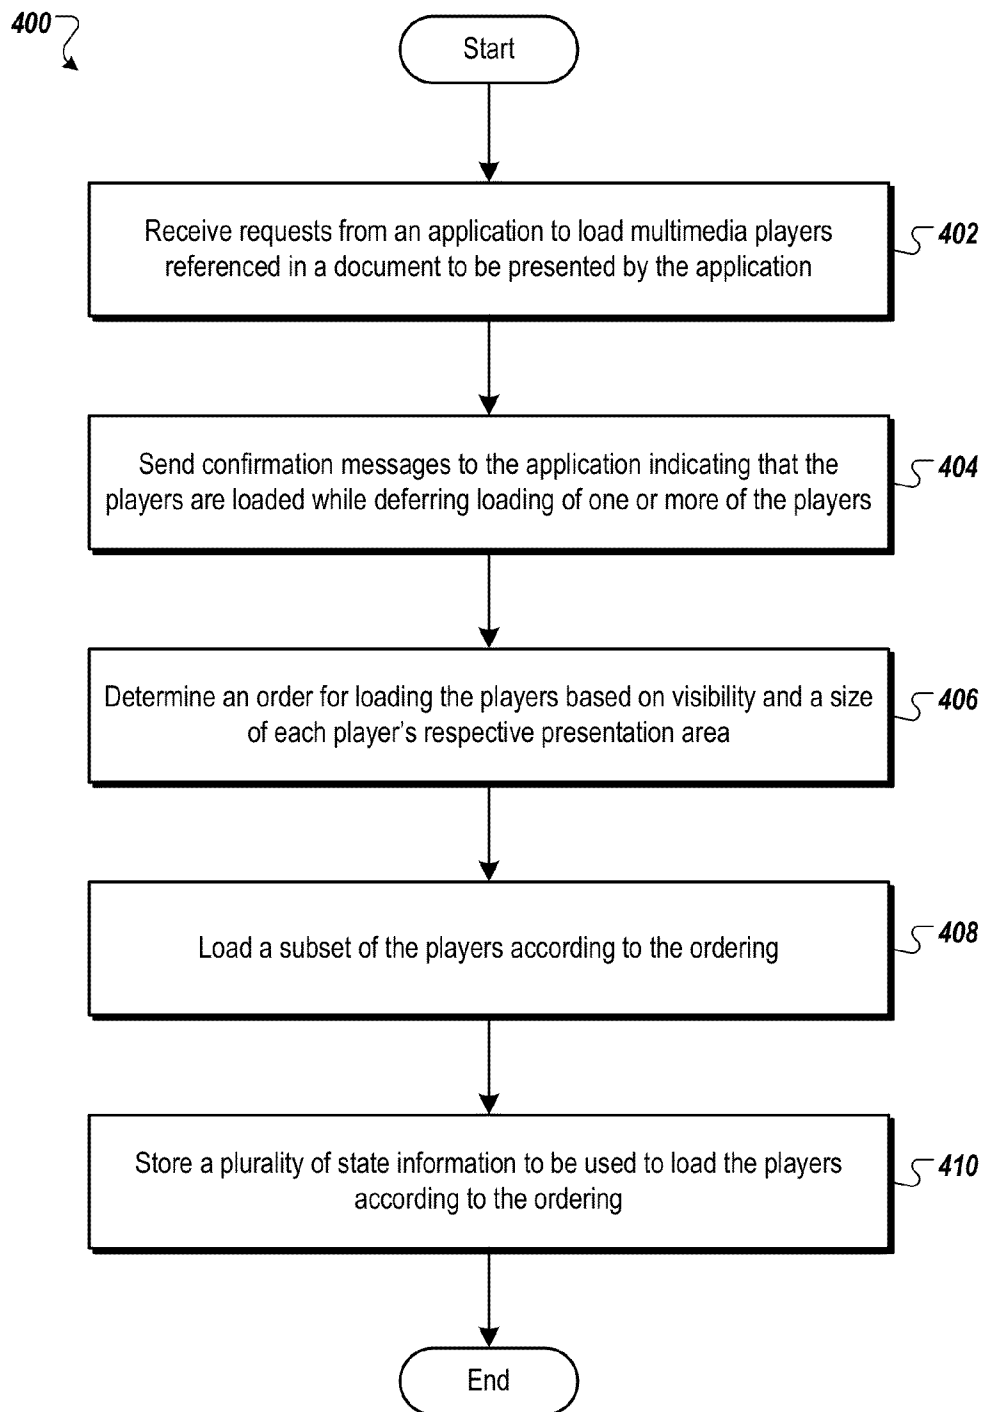 400
Start
Receive requests from an application to load multimedia players
referenced in a document to be presented by the application
402
Send confirmation messages to the application indicating that the
players are loaded while deferring loading of one or more of the players
404
Determine an order for loading the players based on visibility and a size
of each player's respective presentation area
406
Load a subset of the players according to the ordering
408
Store a plurality of state information to be used to load the players
according to the ordering
410
End